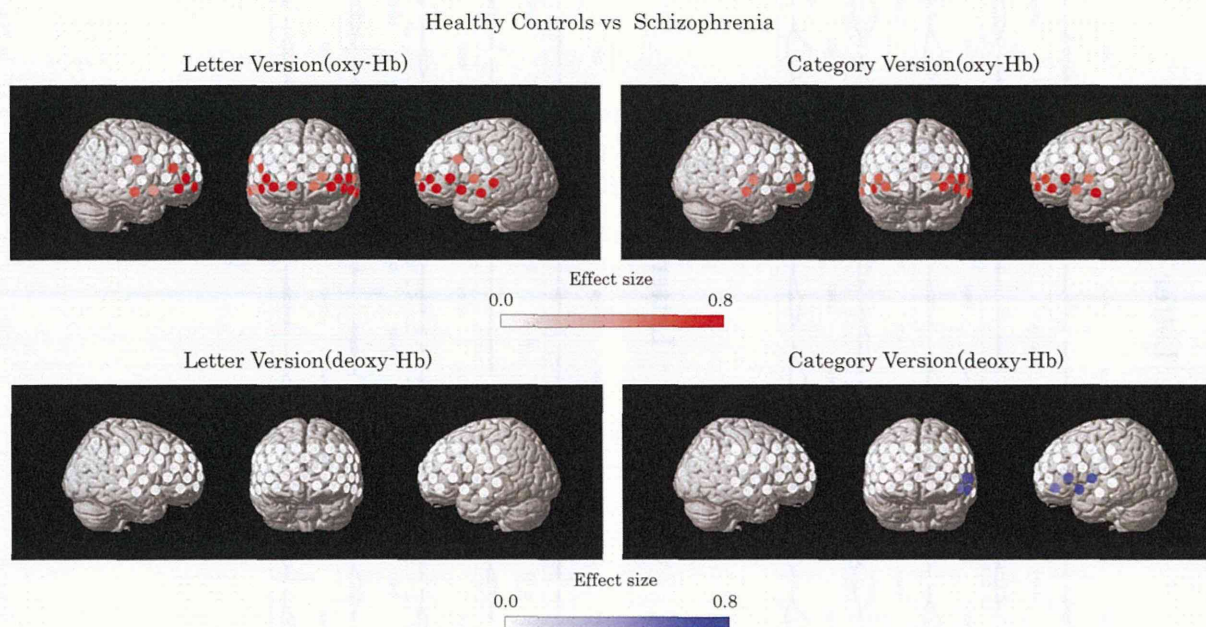 Healthy Controls vs Schizophrenia
Letter Version(oxy-Hb)
Category Version(oxy-Hb)
Effect size
0.0
0.8
Letter Version(deoxy-Hb)
Category Version(deoxy-Hb)
Effect size
0.0
0.8